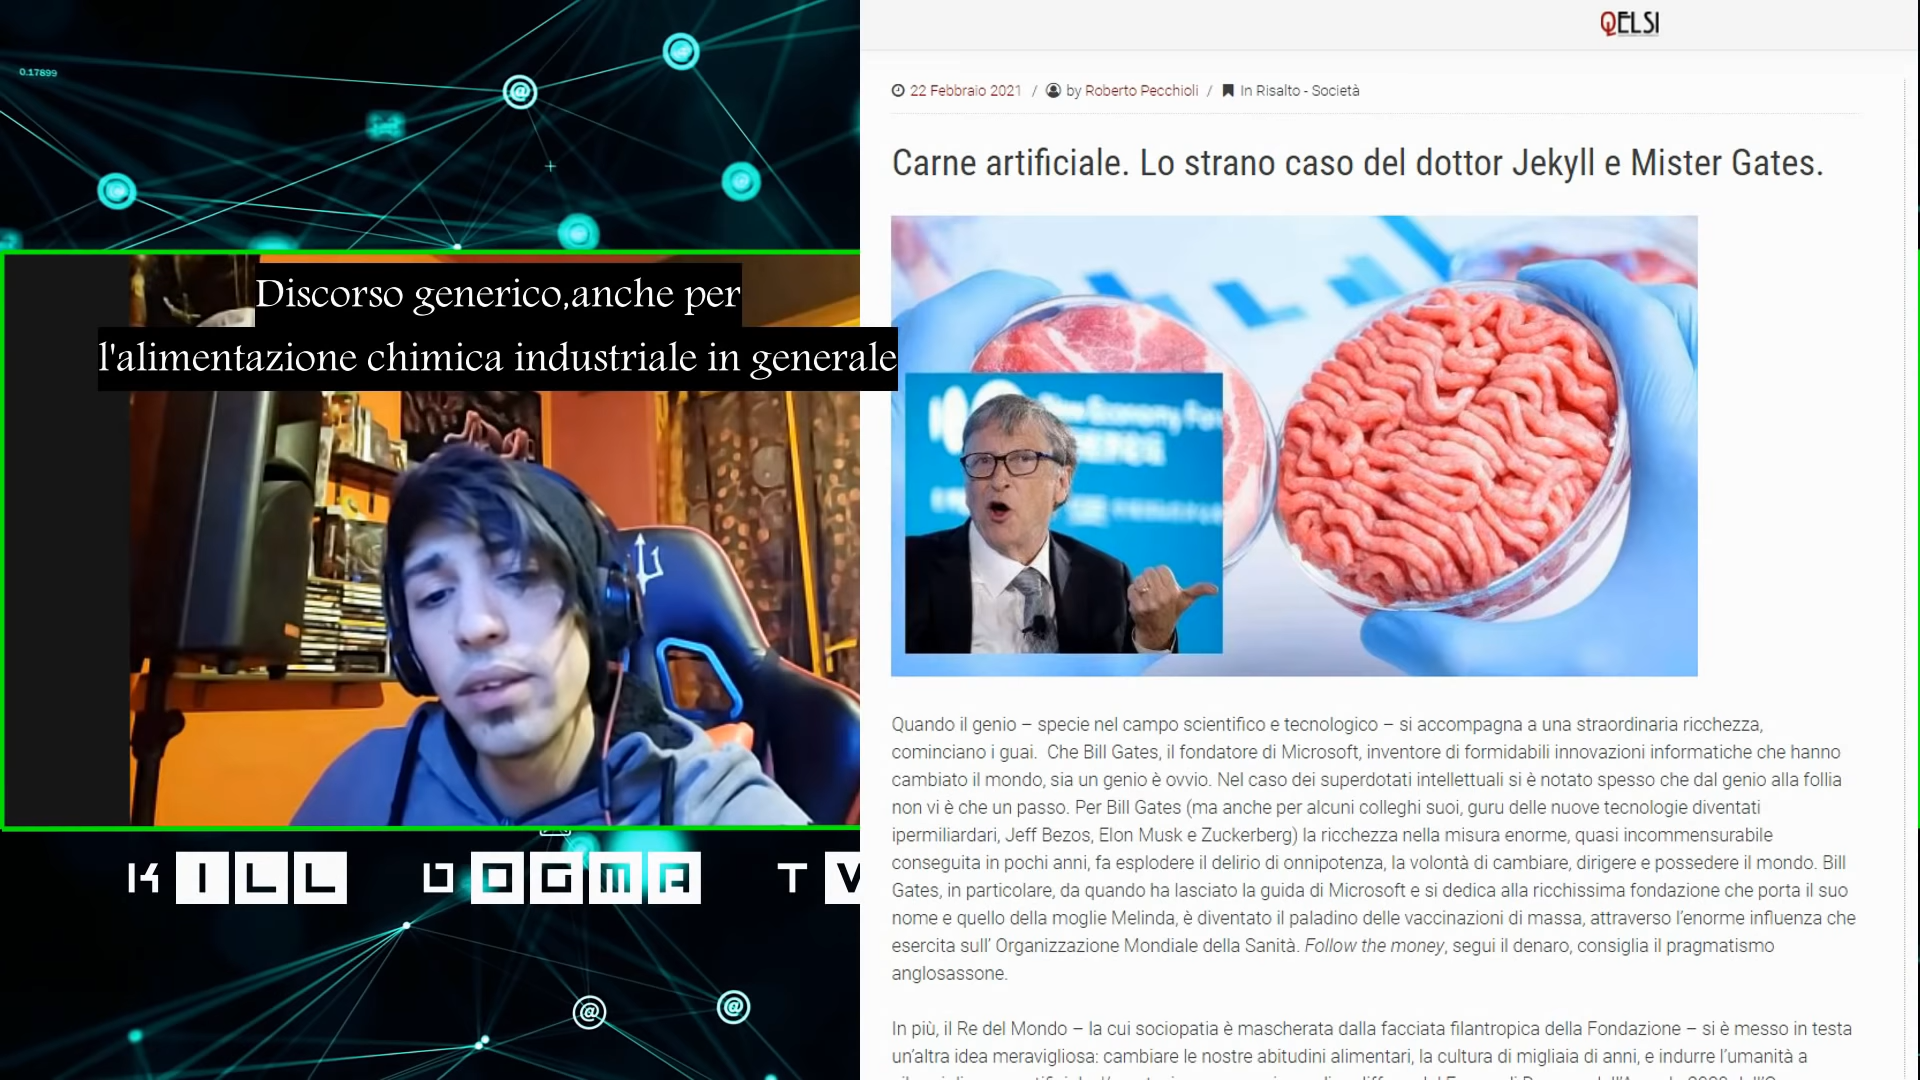 0.17899
QELSI
22 Febbraio 2021 / by Roberto Pecchioli / In Risalto - Società
Carne artificiale. Lo strano caso del dottor Jekyll e Mister Gates.
Discorso generico,anche per
l'alimentazione chimica industriale in generale
New Economy
Quando il genio – specie nel campo scientifico e tecnologico – si accompagna a una straordinaria ricchezza,
cominciano i guai. Che Bill Gates, il fondatore di Microsoft, inventore di formidabili innovazioni informatiche che hanno
cambiato il mondo, sia un genio è ovvio. Nel caso dei superdotati intellettuali si è notato spesso che dal genio alla follia
non vi è che un passo. Per Bill Gates (ma anche per alcuni colleghi suoi, guru delle nuove tecnologie diventati
ipermiliardari, Jeff Bezos, Elon Musk e Zuckerberg) la ricchezza nella misura enorme, quasi incommensurabile
conseguita in pochi anni, fa esplodere il delirio di onnipotenza, la volontà di cambiare, dirigere e possedere il mondo. Bill
Gates, in particolare, da quando ha lasciato la guida di Microsoft e si dedica alla ricchissima fondazione che porta il suo
nome e quello della moglie Melinda, è diventato il paladino delle vaccinazioni di massa, attraverso l'enorme influenza che
esercita sull' Organizzazione Mondiale della Sanità. Follow the money, segui il denaro, consiglia il pragmatismo
anglosassone.
In più, il Re del Mondo – la cui sociopatia è mascherata dalla facciata filantropica della Fondazione – si è messo in testa
un'altra idea meravigliosa: cambiare le nostre abitudini alimentari, la cultura di migliaia di anni, e indurre l'umanità a
KILL DOGMA TV